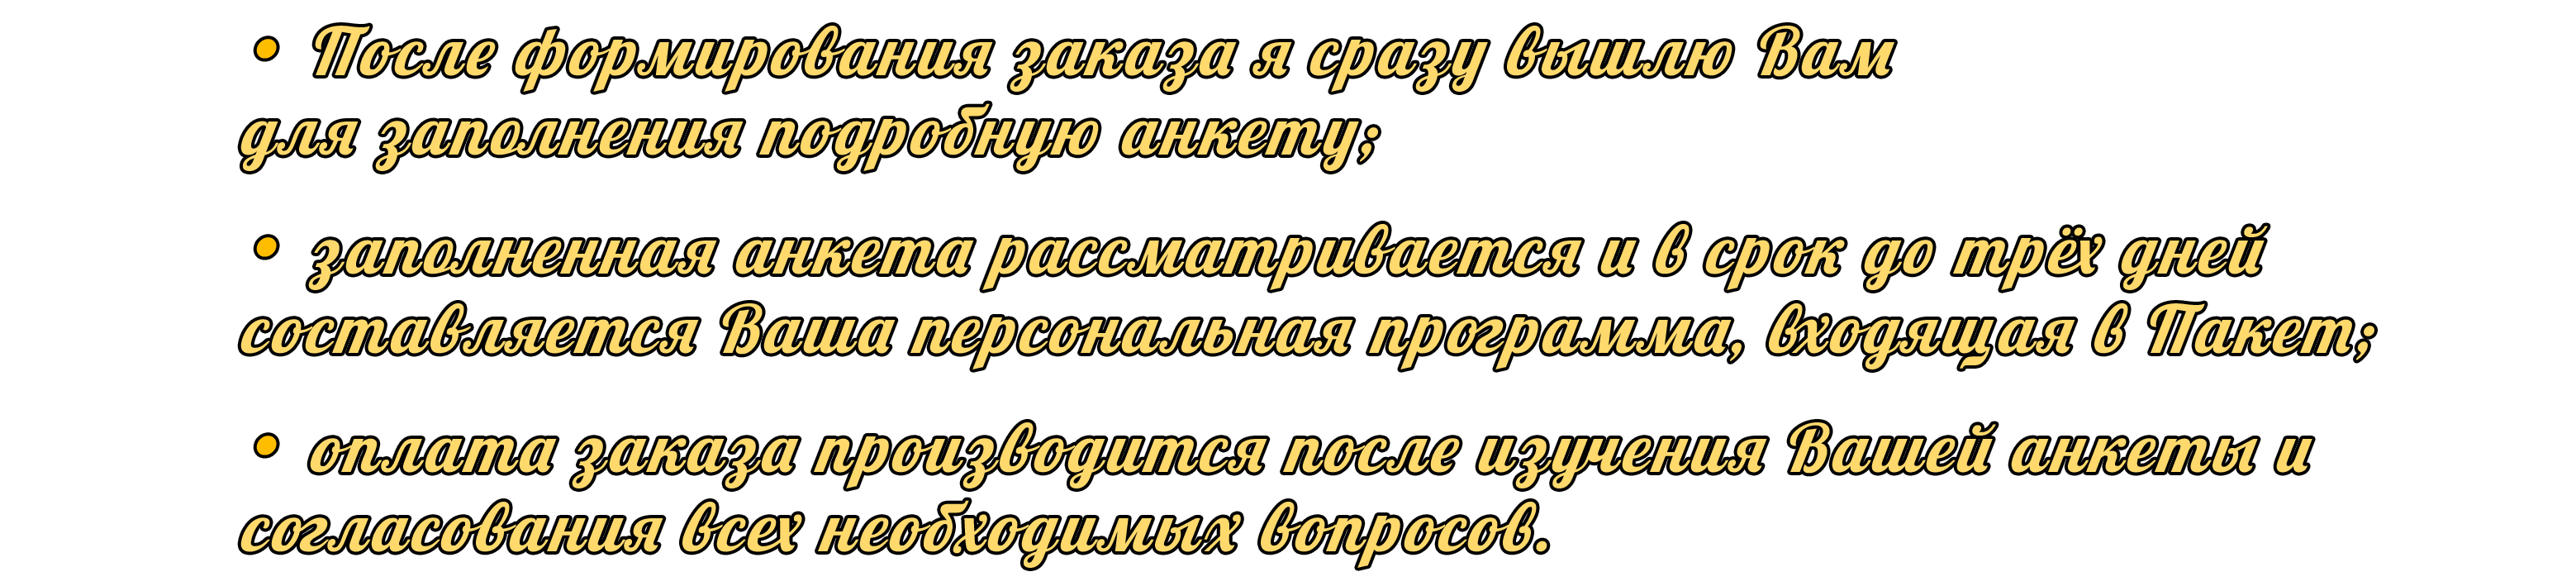 • После формирования заказа я сразу вышлю Вам
для заполнения подробную анкету;
• заполненная анкета рассматривается и в срок до трёх дней
составляется Ваша персональная программа, входящая в Пакет;
• оплата заказа производится после изучения Вашей анкеты и
согласования всех необходимых вопросов.